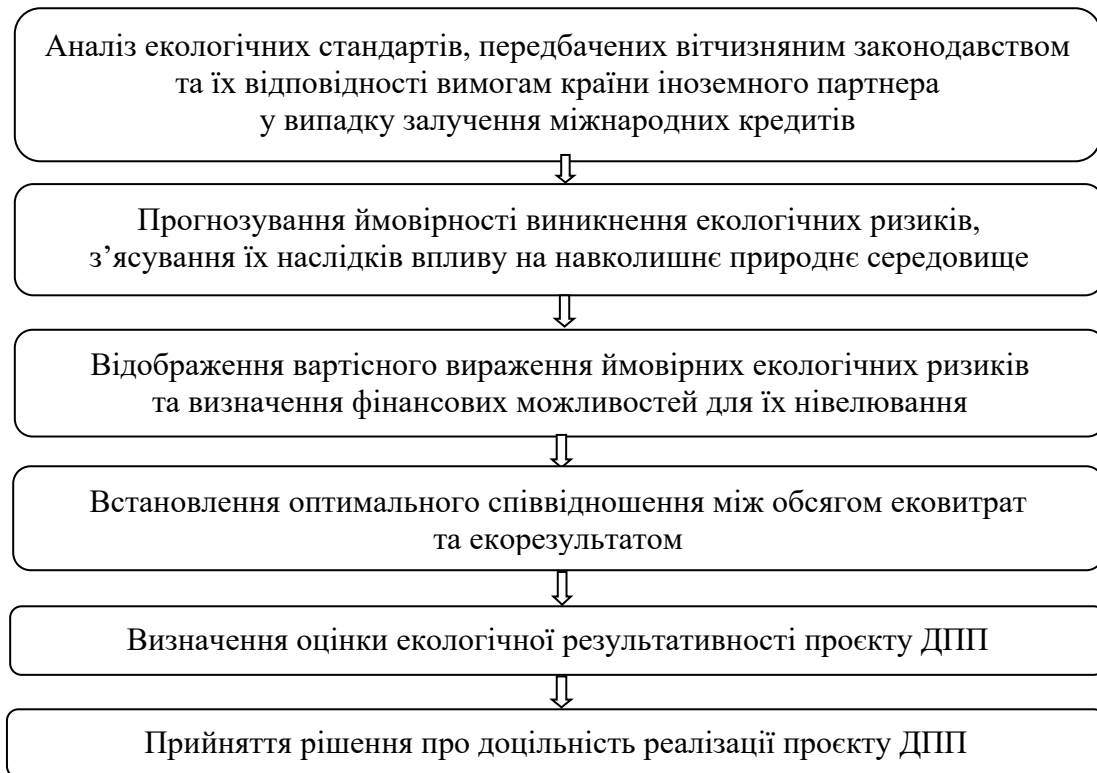 Аналіз екологічних стандартів, передбачених вітчизняним законодавством
та їх відповідності вимогам країни іноземного партнера
у випадку залучення міжнародних кредитів
Прогнозування ймовірності виникнення екологічних ризиків,
з’ясування їх наслідків впливу на навколишнє природнє середовище
Відображення вартісного вираження ймовірних екологічних ризиків
та визначення фінансових можливостей для їх нівелювання
Встановлення оптимального співвідношення між обсягом ековитрат
та екорезультатом
Визначення оцінки екологічної результативності проєкту ДПП
Прийняття рішення про доцільність реалізації проєкту ДПП